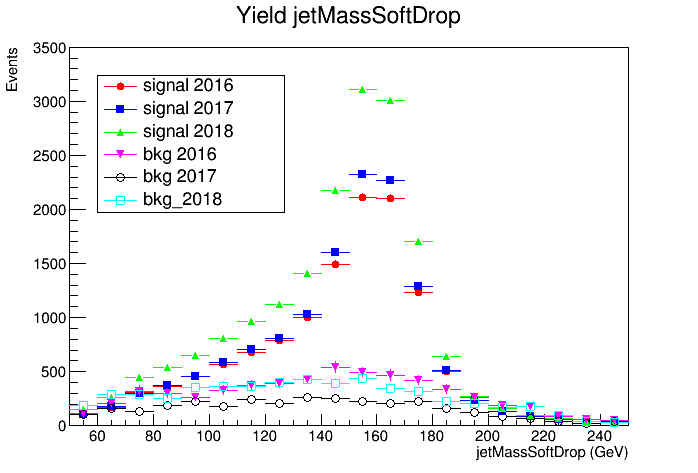 Yield jetMassSoftDrop
Events
3500
3000
2500
2000
1500
1000
500
0
signal 2016
signal 2017
signal 2018
bkg 2016
bkg 2017
bkg_2018
60 80 100 120 140 160 180 200 220 240
jetMassSoftDrop (GeV)